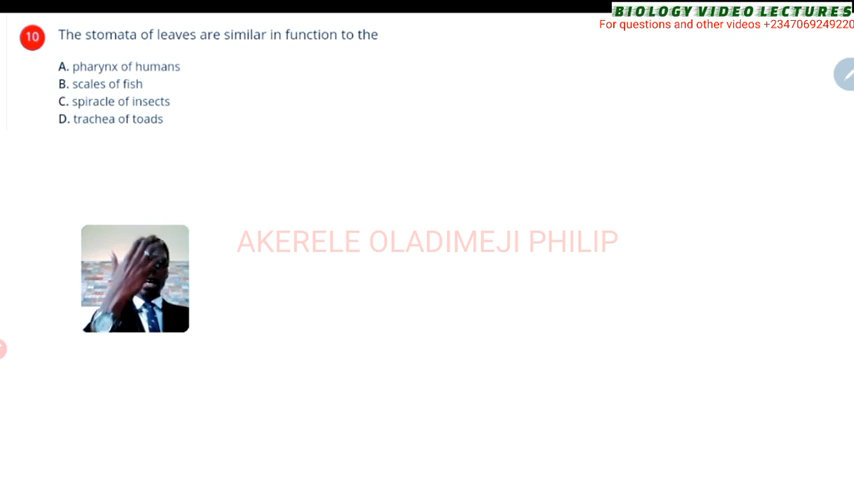 BIOLOGY VIDEO LECTURES
For questions and other videos +2347069249220
10 The stomata of leaves are similar in function to the
A. pharynx of humans
B. scales of fish
C. spiracle of insects
D. trachea of toads
AKERELE OLADIMEJI PHILIP